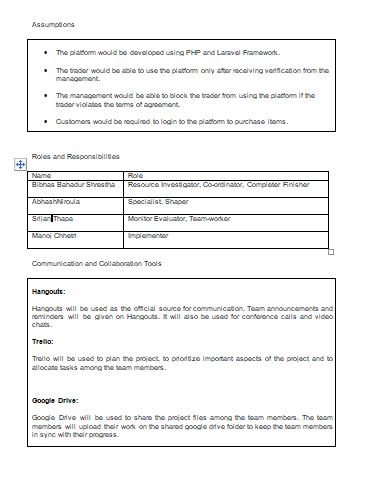 Assumptions
• The platform would be developed using PHP and Laravel Framework.
• The trader would be able to use the platform only after receiving verification from the
management.
• The management would be able to block the trader from using the platform if the
trader violates the terms of agreement.
• Customers would be required to login to the platform to purchase items.
Roles and Responsibilities
Name Role
Bibhas Bahadur Shrestha Resource Investigator, Co-ordinator, Completer Finisher
AbhashNiroula Specialist, Shaper
Srijan Thapa Monitor Evaluator, Team-worker
Manoj Chhetri Implementer
Communication and Collaboration Tools
Hangouts:
Hangouts will be used as the official source for communication. Team announcements and
reminders will be given on Hangouts. It will also be used for conference calls and video
chats.
Trello:
Trello will be used to plan the project, to prioritize important aspects of the project and to
allocate tasks among the team members.
Google Drive:
Google Drive will be used to share the project files among the team members. The team
members will upload their work on the shared google drive folder to keep the team members
in sync with their progress.